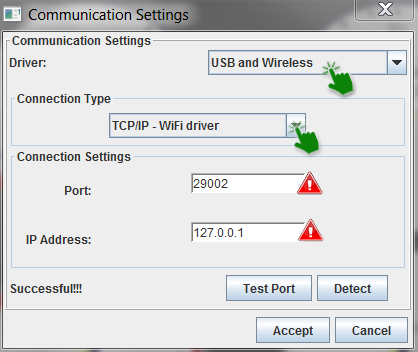 Communication Settings
Communication Settings
Driver: USB and Wireless
Connection Type
TCP/IP - WiFi driver
Connection Settings
Port: 29002
IP Address: 127.0.0.1
Successful!!! Test Port Detect
Accept Cancel